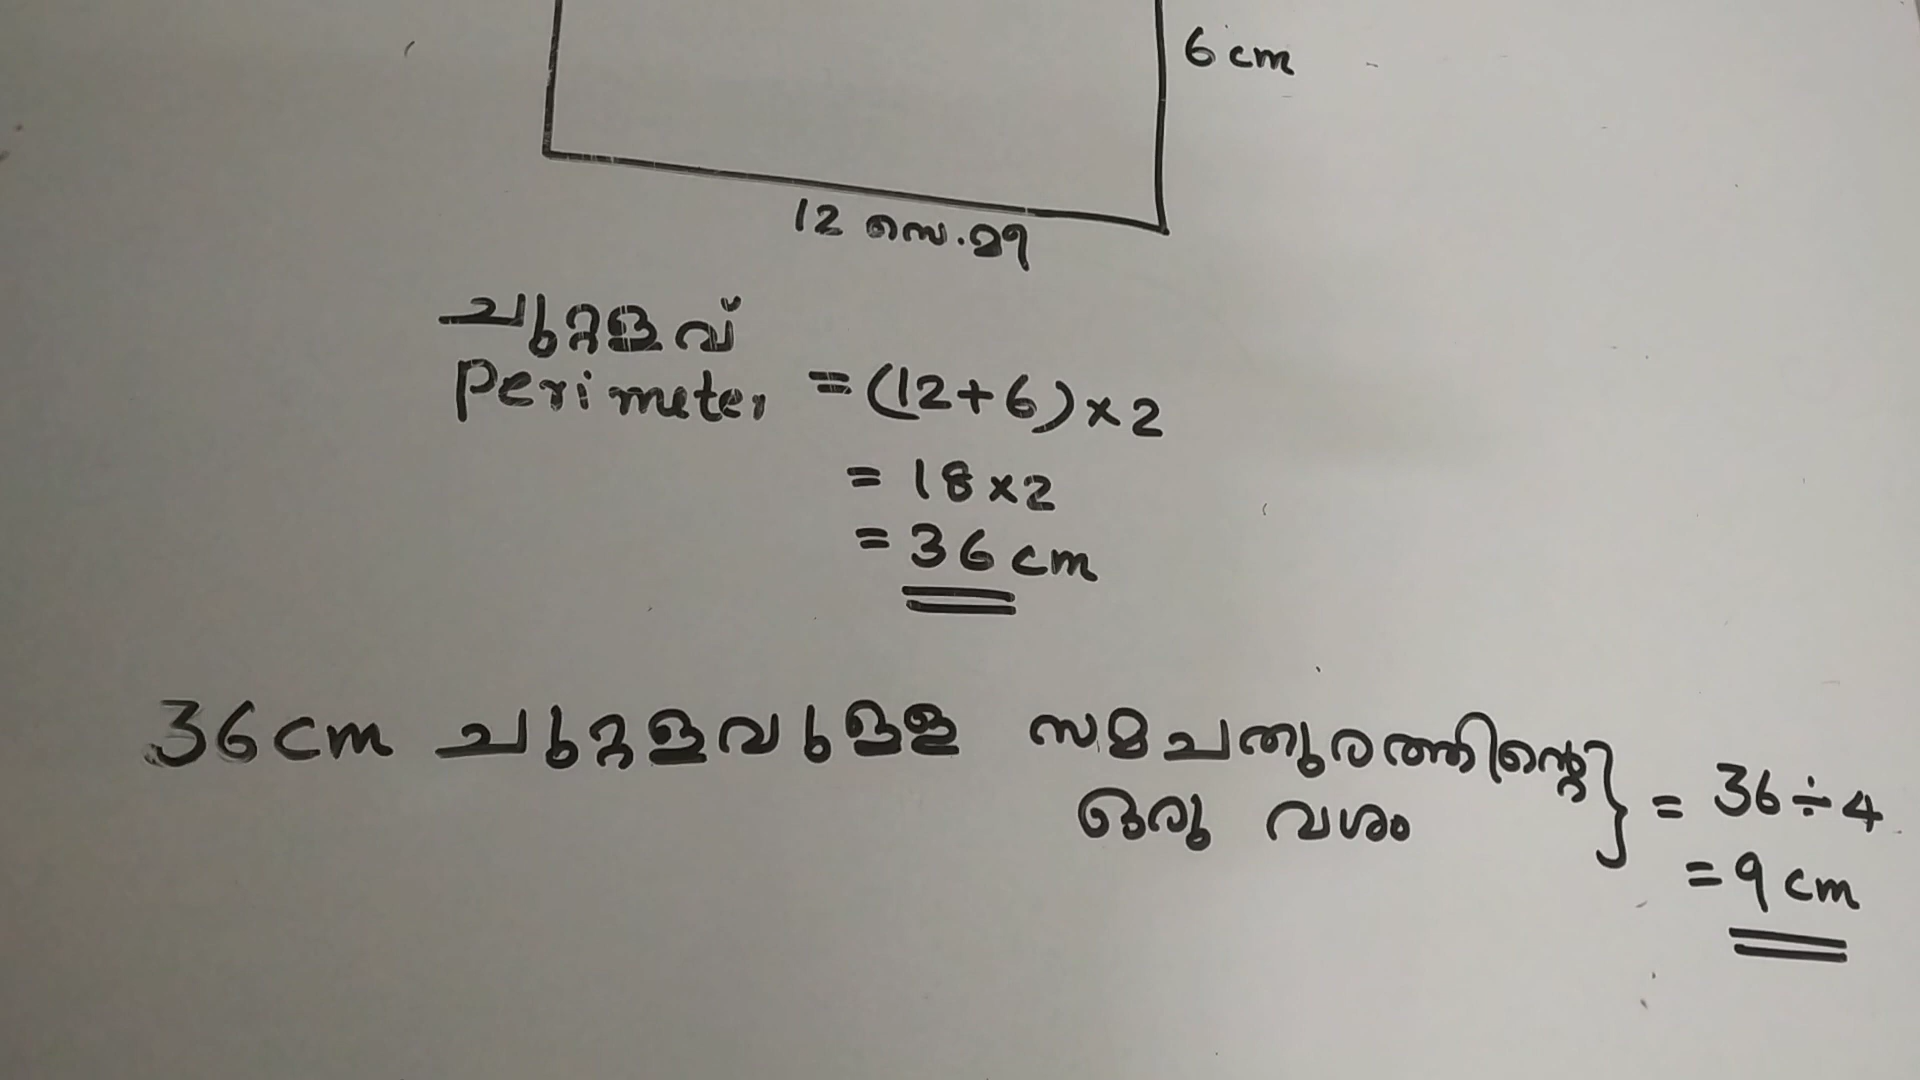 6 cm
12 സെ.മീ
ചുറ്റളവ്
Perimeter = (12+6)×2
= 18×2
= 36 cm
36cm ചുറ്റളവുള്ള സമചതുരത്തിന്റെ
ഒരു വശം } = 36÷4
= 9 cm